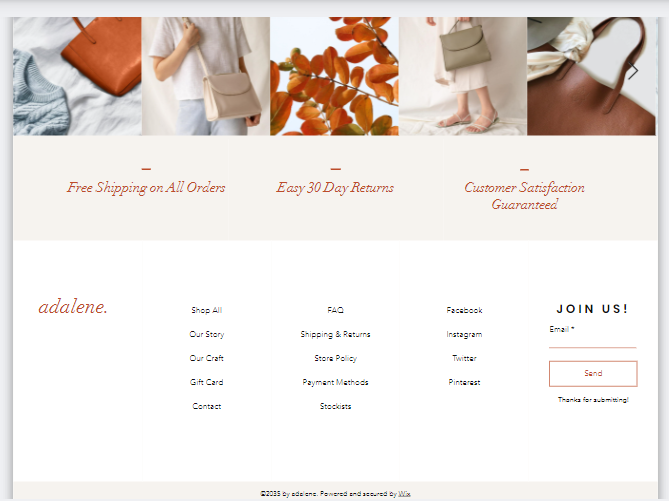 Free Shipping on All Orders
Easy 30 Day Returns
Customer Satisfaction
Guaranteed
adalene.
Shop All
Our Story
Our Craft
Gift Card
Contact
FAQ
Shipping & Returns
Store Policy
Payment Methods
Stockists
Facebook
Instagram
Twitter
Pinterest
JOIN US!
Email *
Send
Thanks for submitting!
©2035 by adalene. Powered and secured by Wix